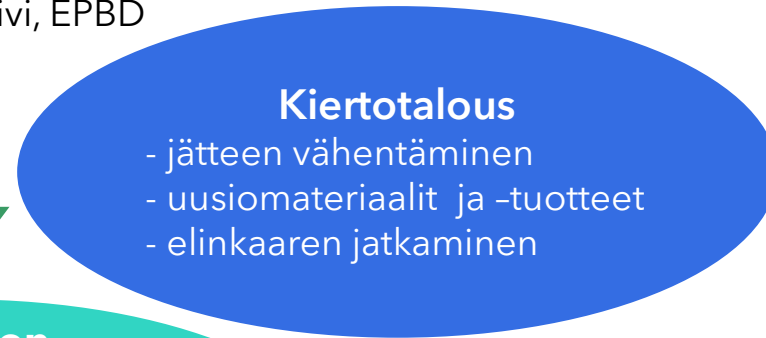 ivi, EPBD
Kiertotalous
- jätteen vähentäminen
- uusiomateriaalit ja –tuotteet
- elinkaaren jatkaminen